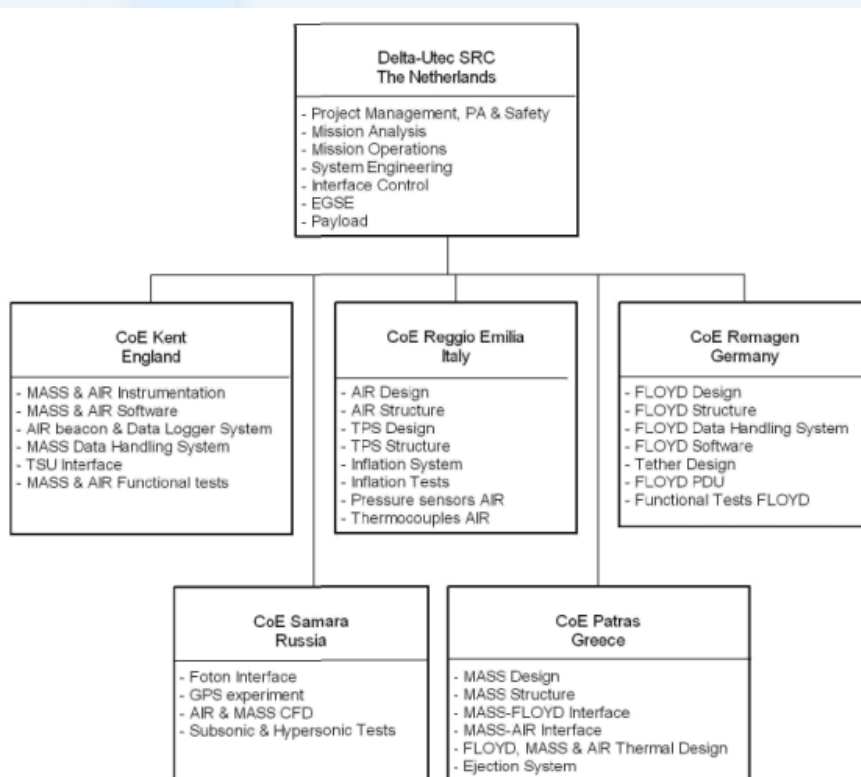 Delta-Utec SRC
The Netherlands
- Project Management, PA & Safety
- Mission Analysis
- Mission Operations
- System Engineering
- Interface Control
- EGSE
- Payload
CoE Kent
England
- MASS & AIR Instrumentation
- MASS & AIR Software
- AIR beacon & Data Logger System
- MASS Data Handling System
- TSU Interface
- MASS & AIR Functional tests
CoE Reggio Emilia
Italy
- AIR Design
- AIR Structure
- TPS Design
- TPS Structure
- Inflation System
- Inflation Tests
- Pressure sensors AIR
- Thermocouples AIR
CoE Remagen
Germany
- FLOYD Design
- FLOYD Structure
- FLOYD Data Handling System
- FLOYD Software
- Tether Design
- FLOYD PDU
- Functional Tests FLOYD
CoE Samara
Russia
- Foton Interface
- GPS experiment
- AIR & MASS CFD
- Subsonic & Hypersonic Tests
CoE Patras
Greece
- MASS Design
- MASS Structure
- MASS-FLOYD Interface
- MASS-AIR Interface
- FLOYD, MASS & AIR Thermal Design
- Ejection System